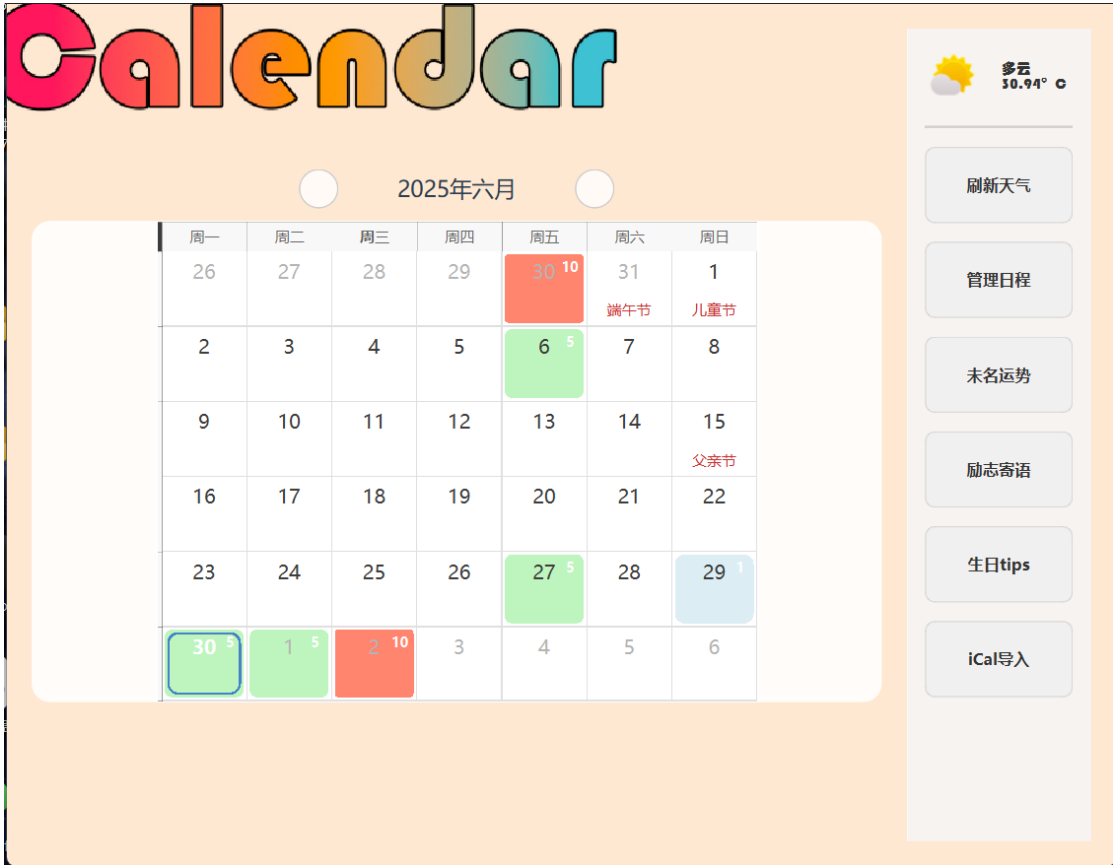 Calendar
2025年六月
周一 周二 周三 周四 周五 周六 周日
26 27 28 29 30 10 31 1
端午节 儿童节
2 3 4 5 6 5 7 8
9 10 11 12 13 14 15
父亲节
16 17 18 19 20 21 22
23 24 25 26 27 5 28 29 1
30 5 1 5 2 10 3 4 5 6
多云
30.94° C
刷新天气
管理日程
未名运势
励志寄语
生日tips
iCal导入